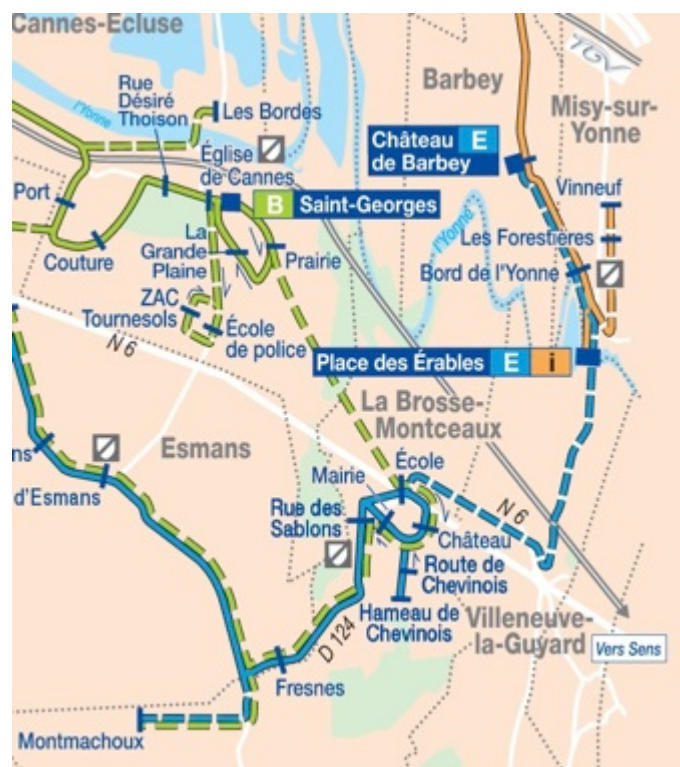 Cannes-Ecluse
TGV
Barbey
Misy-sur-
Yonne
Rue
Désiré
Thoison
l'Yonne
Les Bordes
Église
de Cannes
Château E
de Barbey
Vinneuf
Port
B Saint-Georges
l'Yonne
La
Grande
Plaine
Les Forestières
Couture
Prairie
Bord de l'Yonne
ZAC
Tournesols
École
de police
N 6
Place des Érables E i
La Brosse-
Montceaux
Esmans
ns
d'Esmans
École
Mairie
Rue des
Sablons
N 6
Château
Route de
Chevinois
Hameau de
Chevinois
Villeneuve-
la-Guyard
Vers Sens
D 124
Fresnes
Montmachoux